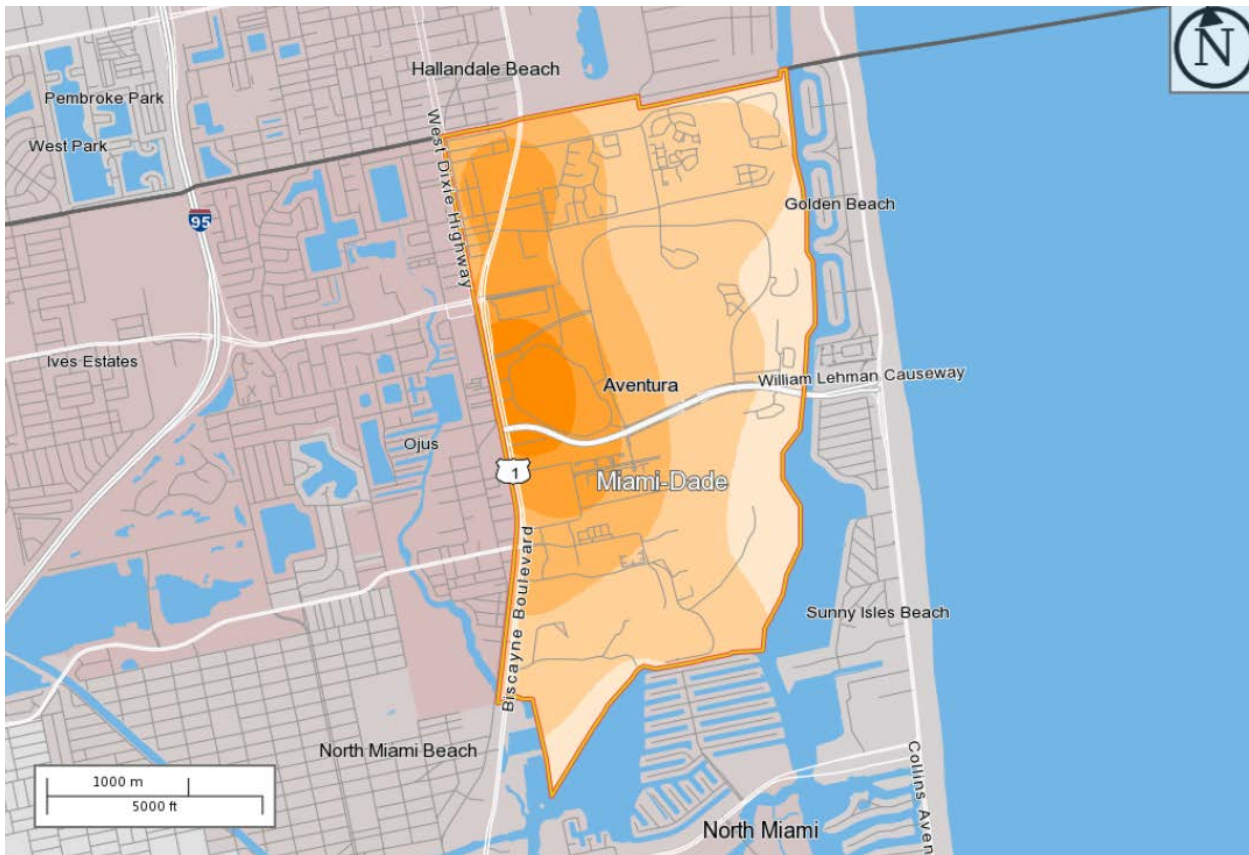 N
Hallandale Beach
Pembroke Park
West Park
West Dixie Highway
95
Golden Beach
Ives Estates
Aventura
William Lehman Causeway
Ojus
1
Miami-Dade
Biscayne Boulevard
Sunny Isles Beach
North Miami Beach
Collins Aven
1000 m
5000 ft
North Miami